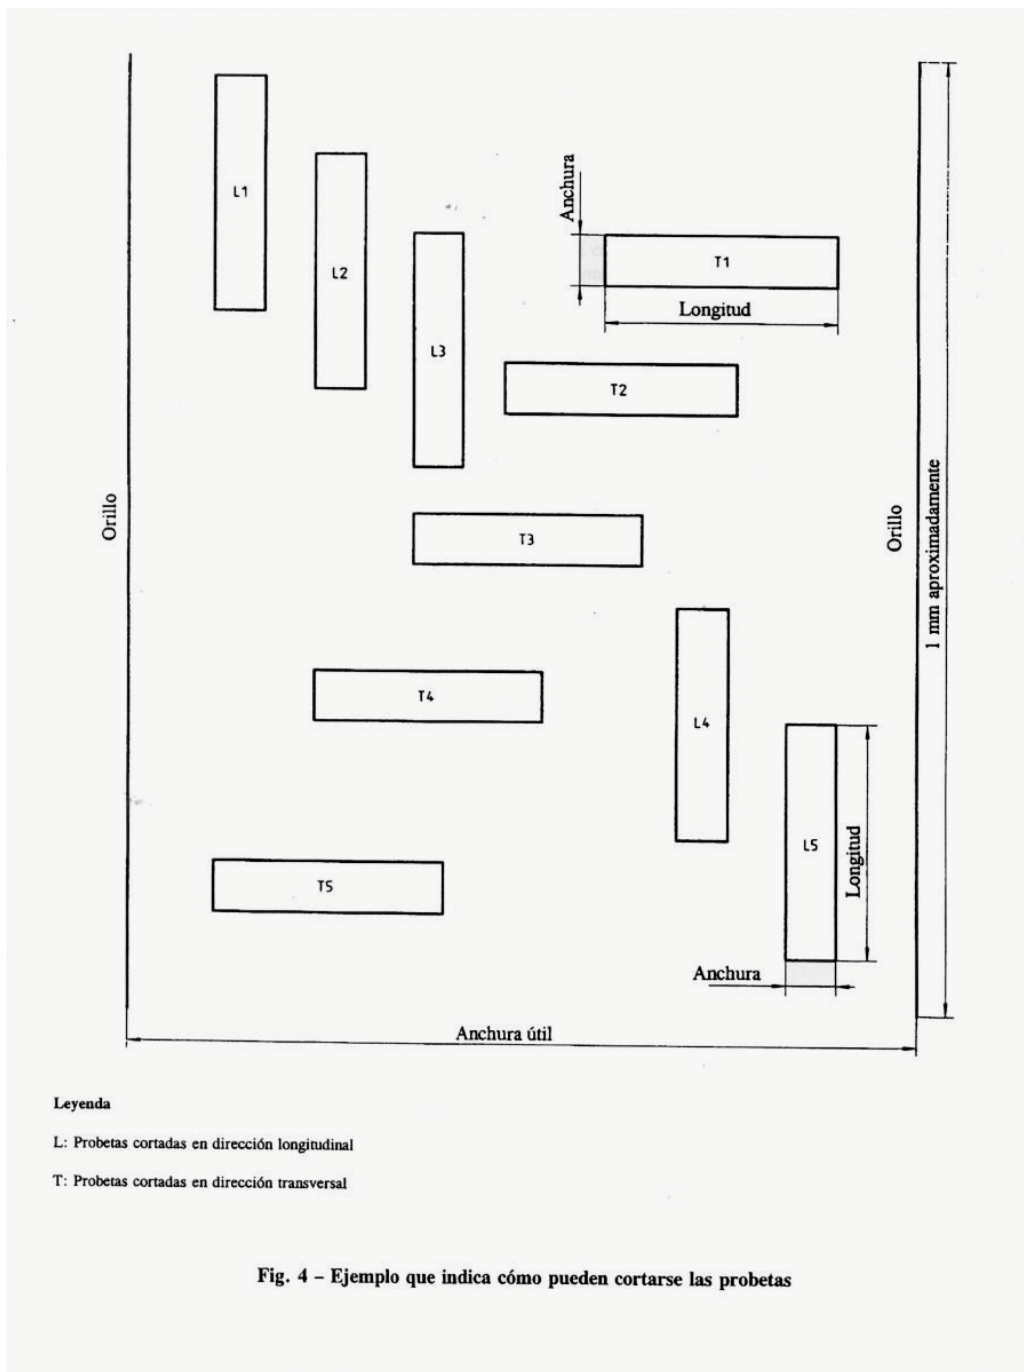 L1
L2
L3
Anchura
T1
Longitud
T2
Orillo
T3
Orillo
1 mm aproximadamente
T4
L4
L5
Longitud
T5
Anchura
Anchura útil
Leyenda
L: Probetas cortadas en dirección longitudinal
T: Probetas cortadas en dirección transversal
Fig. 4 – Ejemplo que indica cómo pueden cortarse las probetas